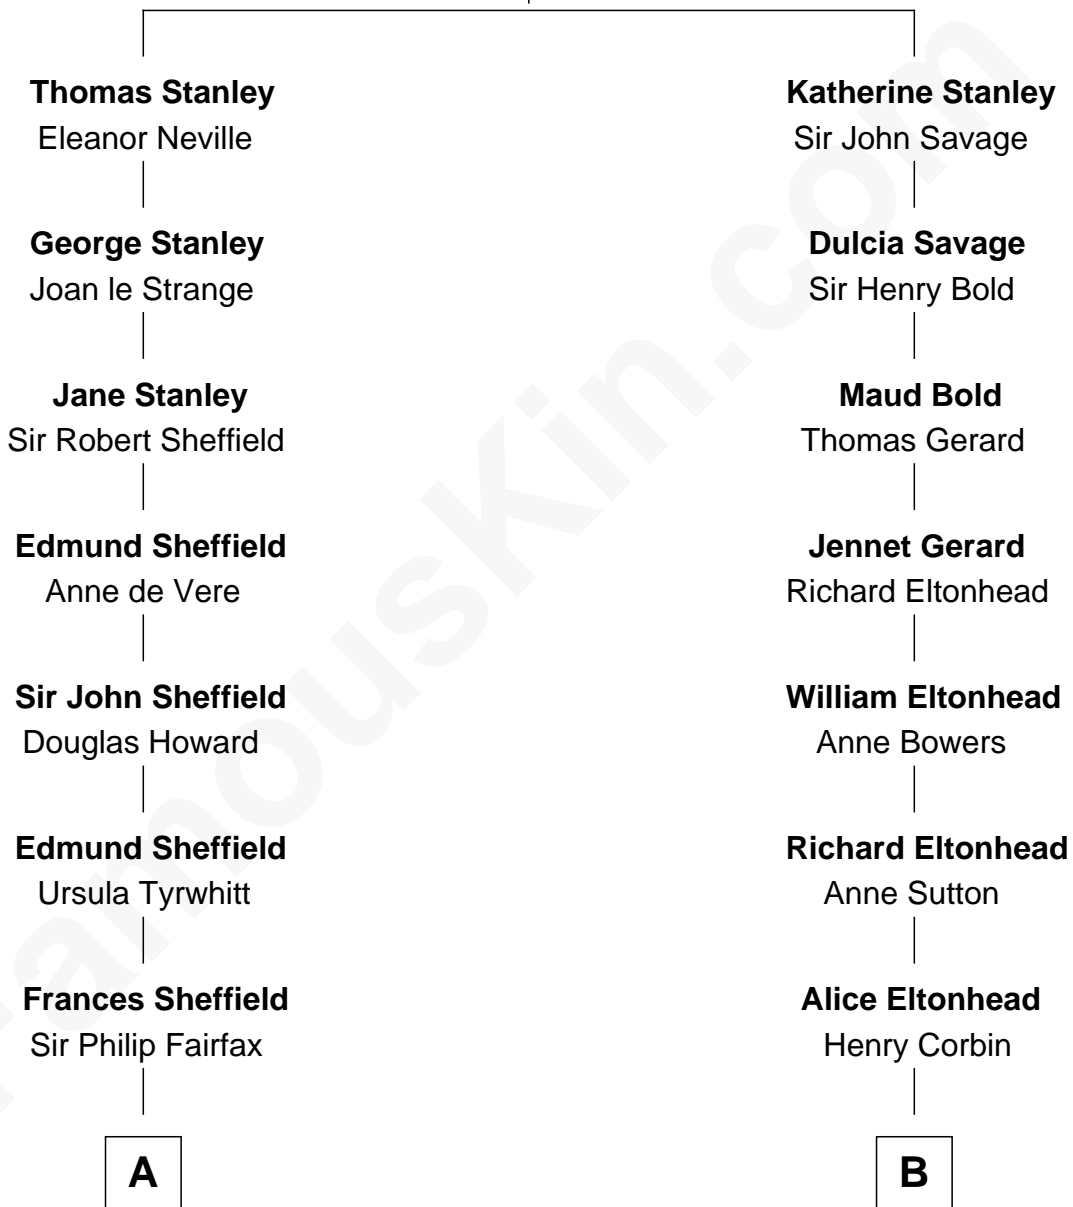 Thomas Stanley
Eleanor Neville
George Stanley
Joan le Strange
Jane Stanley
Sir Robert Sheffield
Edmund Sheffield
Anne de Vere
Sir John Sheffield
Douglas Howard
Edmund Sheffield
Ursula Tyrwhitt
Frances Sheffield
Sir Philip Fairfax
A
Katherine Stanley
Sir John Savage
Dulcia Savage
Sir Henry Bold
Maud Bold
Thomas Gerard
Jennet Gerard
Richard Eltonhead
William Eltonhead
Anne Bowers
Richard Eltonhead
Anne Sutton
Alice Eltonhead
Henry Corbin
B
FamousKin.com